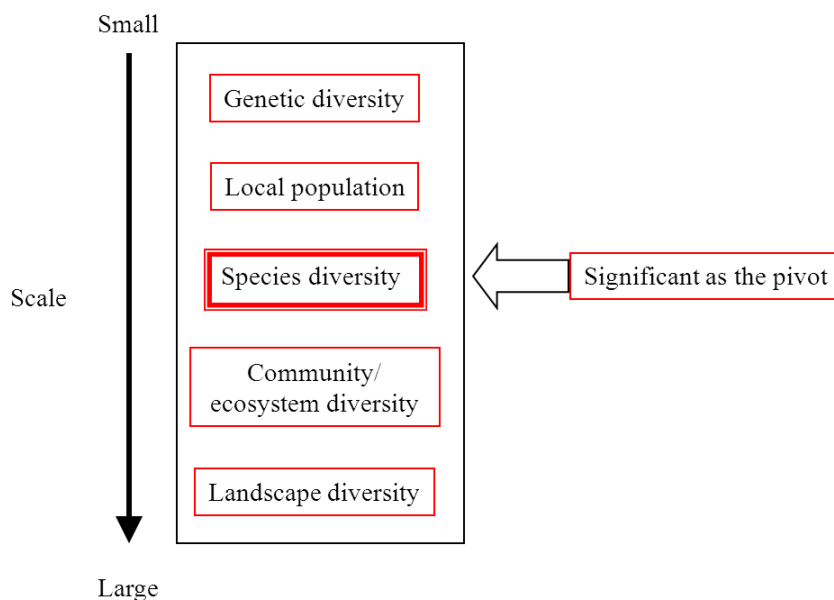 Small
Genetic diversity
Local population
Species diversity
Significant as the pivot
Scale
Community/
ecosystem diversity
Landscape diversity
Large